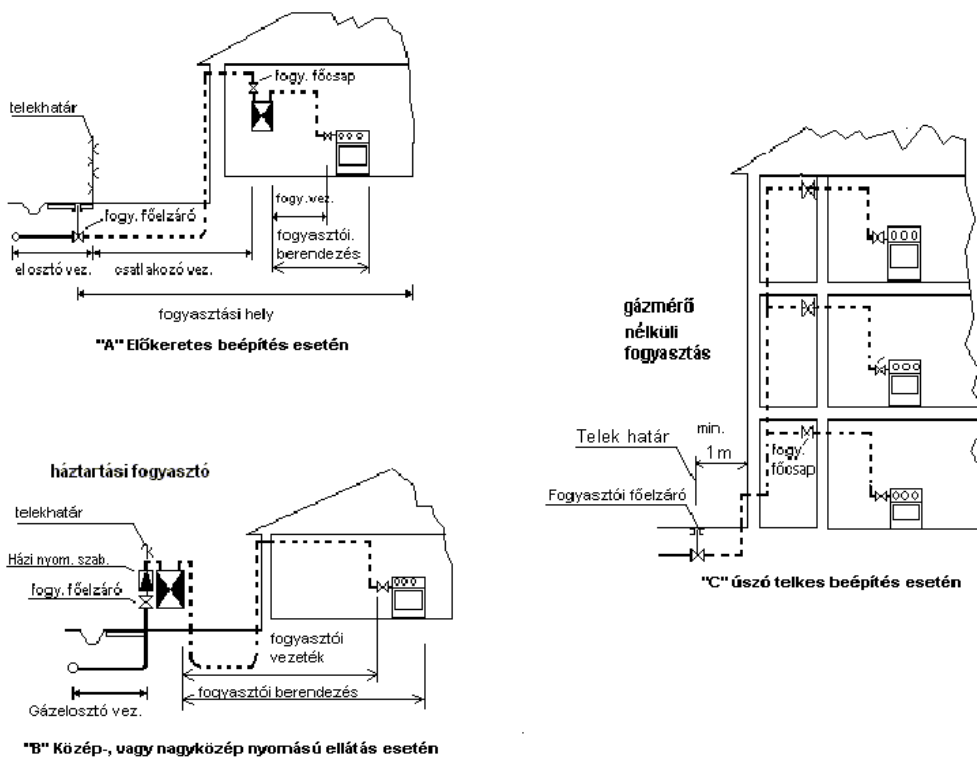 fogy. főcsap
telekhatár
fogy. főelzáró
fogy.vez.
fogyasztói.
berendezés
elosztó vez.
csatlakozó vez.
fogyasztási hely
"A" Előkeretes beépítés esetén
háztartási fogyasztó
telekhatár
Házi nyom. szab.
fogy. főelzáró
fogyasztói
vezeték
fogyasztói berendezés
Gázelosztó vez.
"B" Közép-, vagy nagyközép nyomású ellátás esetén
gázmérő
nélküli
fogyasztás
min.
1 m
Telek határ
fogy.
főcsap
Fogyasztói főelzáró
"C" úszó telkes beépítés esetén